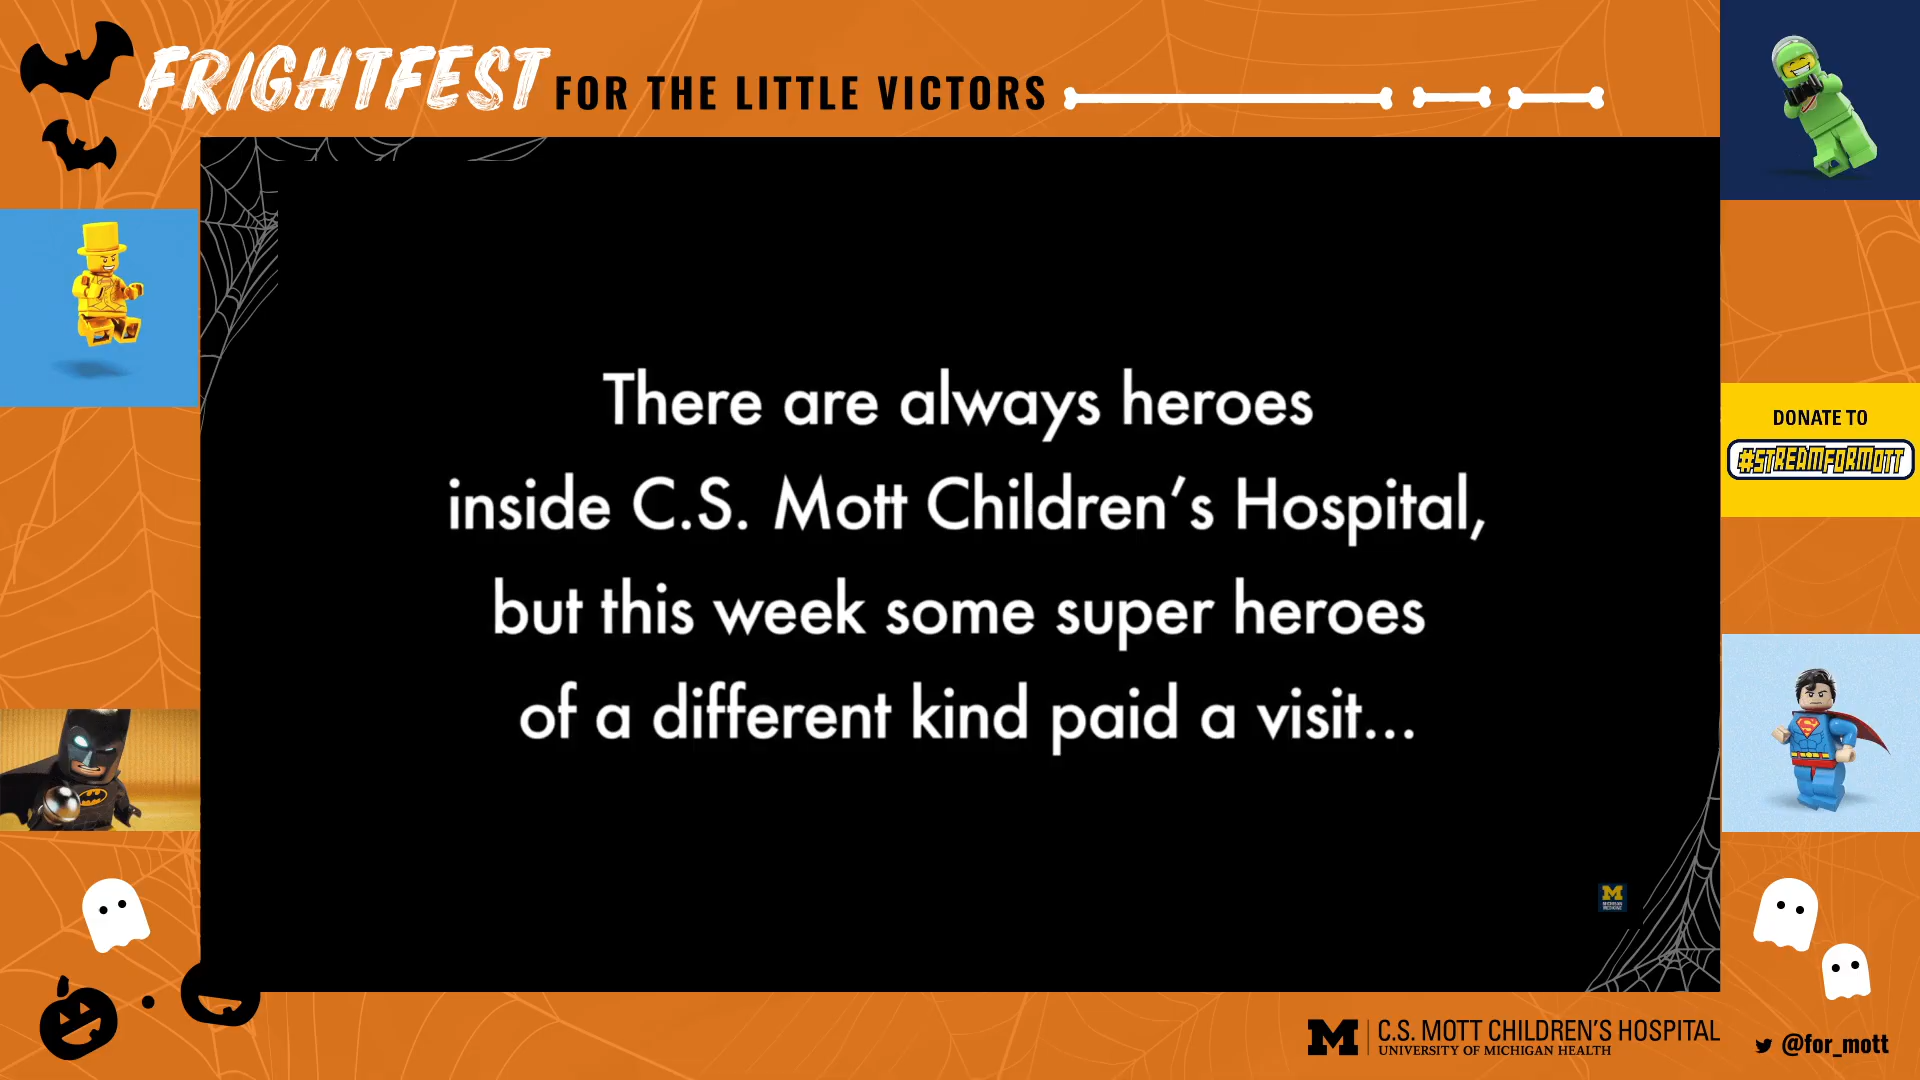 FRIGHTFEST FOR THE LITTLE VICTORS
DONATE TO
#STREAMFORMOTT
There are always heroes
inside C.S. Mott Children's Hospital,
but this week some super heroes
of a different kind paid a visit...
M
M C.S. MOTT CHILDREN'S HOSPITAL
UNIVERSITY OF MICHIGAN HEALTH
@for_mott